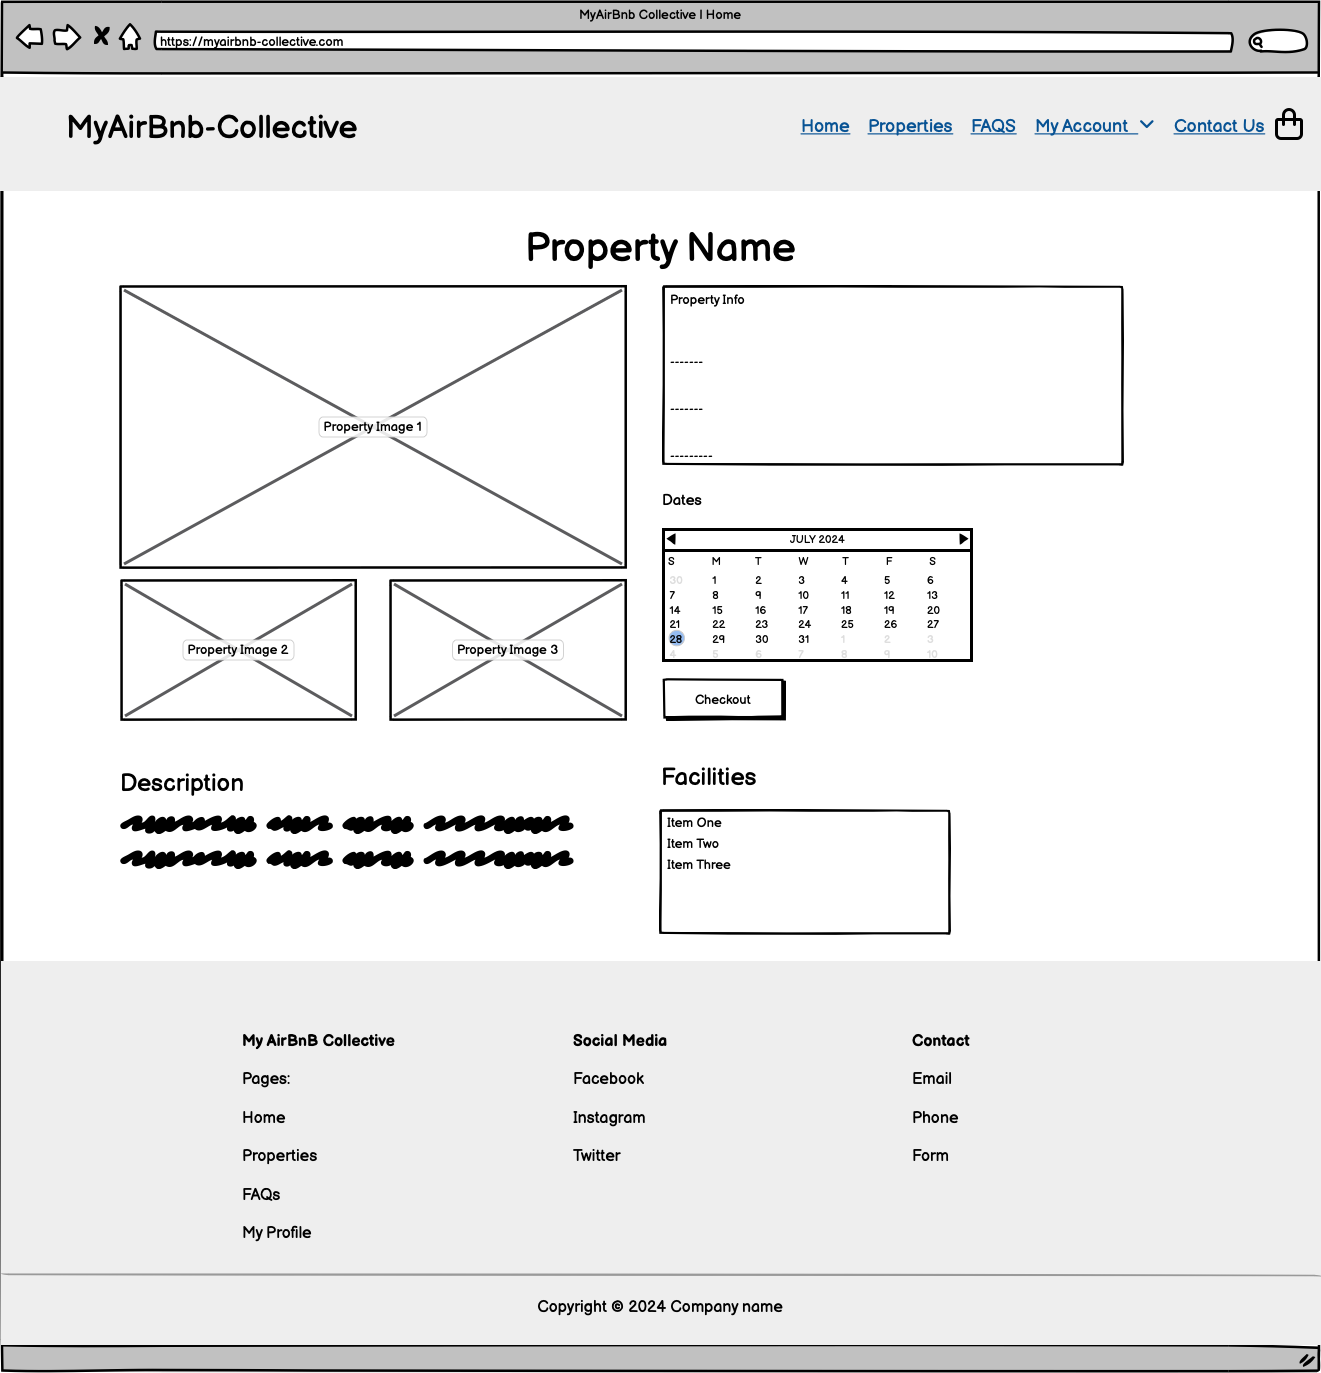 MyAirBnb Collective | Home
https://myairbnb-collective.com
MyAirBnb-Collective
Home Properties FAQS My Account Contact Us
Property Name
Property Image 1
Property Image 2
Property Image 3
Property Info
-------
-------
---------
Dates
JULY 2024
S M T W T F S
30 1 2 3 4 5 6
7 8 9 10 11 12 13
14 15 16 17 18 19 20
21 22 23 24 25 26 27
28 29 30 31 1 2 3
4 5 6 7 8 9 10
Checkout
Description
Facilities
Item One
Item Two
Item Three
My AirBnB Collective
Pages:
Home
Properties
FAQs
My Profile
Social Media
Facebook
Instagram
Twitter
Contact
Email
Phone
Form
Copyright © 2024 Company name